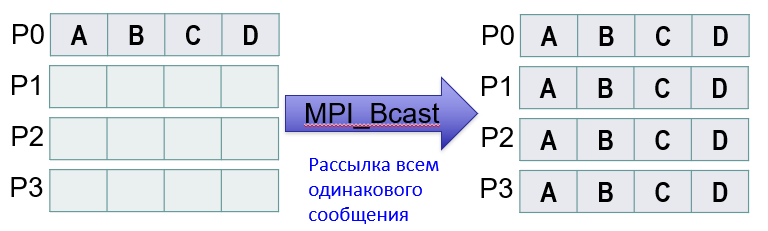 P0 A B C D
P1
P2
P3
MPI_Bcast
Рассылка всем
одинакового
сообщения
P0 A B C D
P1 A B C D
P2 A B C D
P3 A B C D